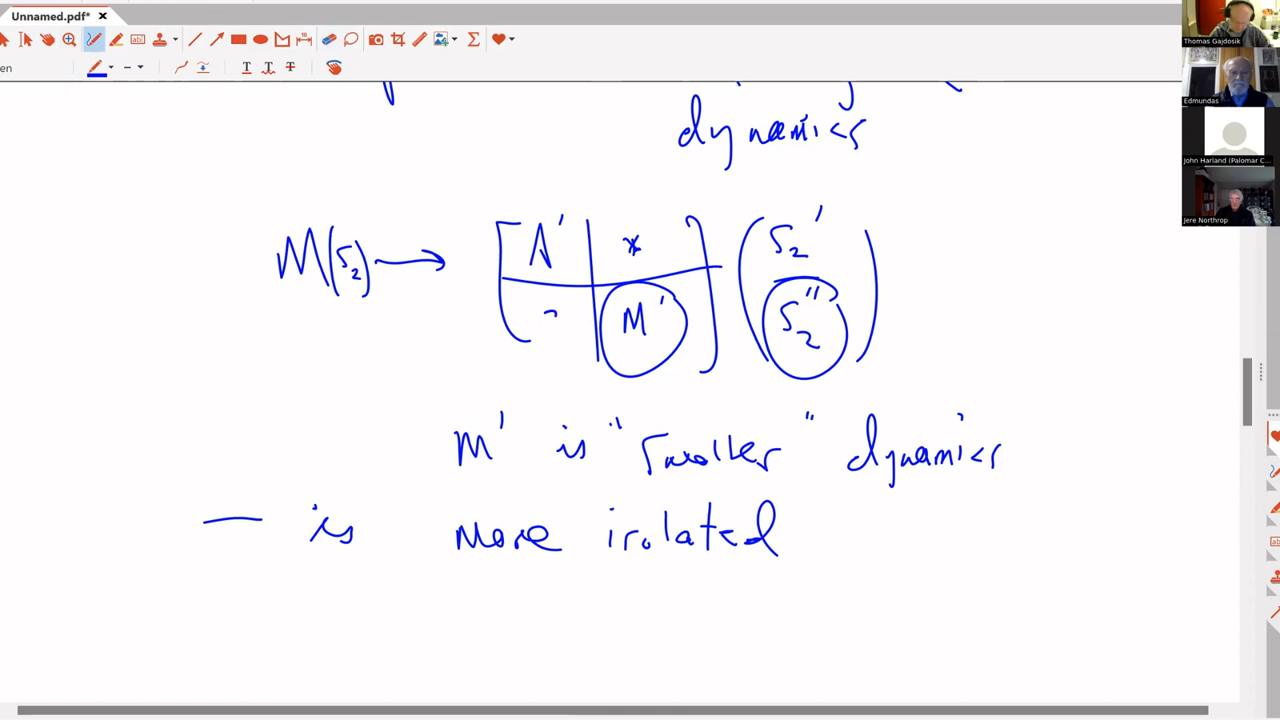 Unnamed.pdf*
Thomas Gajdosik
en
T T T
Edmundas
dynamics
John Harland (Palomar C...
M(S₂) → [ A' | * ] ( S₂' )
[ | M' ] ( S₂'' )
Jere Northrop
M' is "smaller" dynamics
— is more isolated